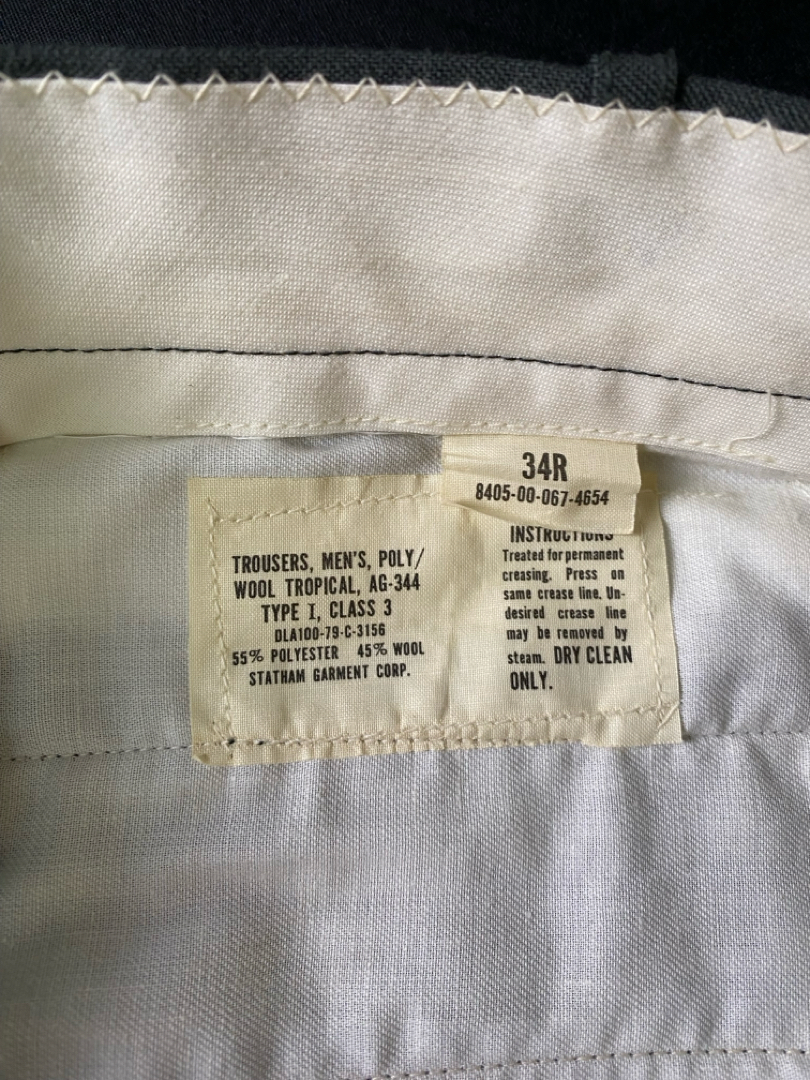 34R
8405-00-067-4654
TROUSERS, MEN'S, POLY/
WOOL TROPICAL, AG-344
TYPE I, CLASS 3
DLA100-79-C-3156
55% POLYESTER 45% WOOL
STATHAM GARMENT CORP.
INSTRUCTIONS
Treated for permanent
creasing. Press on
same crease line. Un-
desired crease line
may be removed by
steam. DRY CLEAN
ONLY.